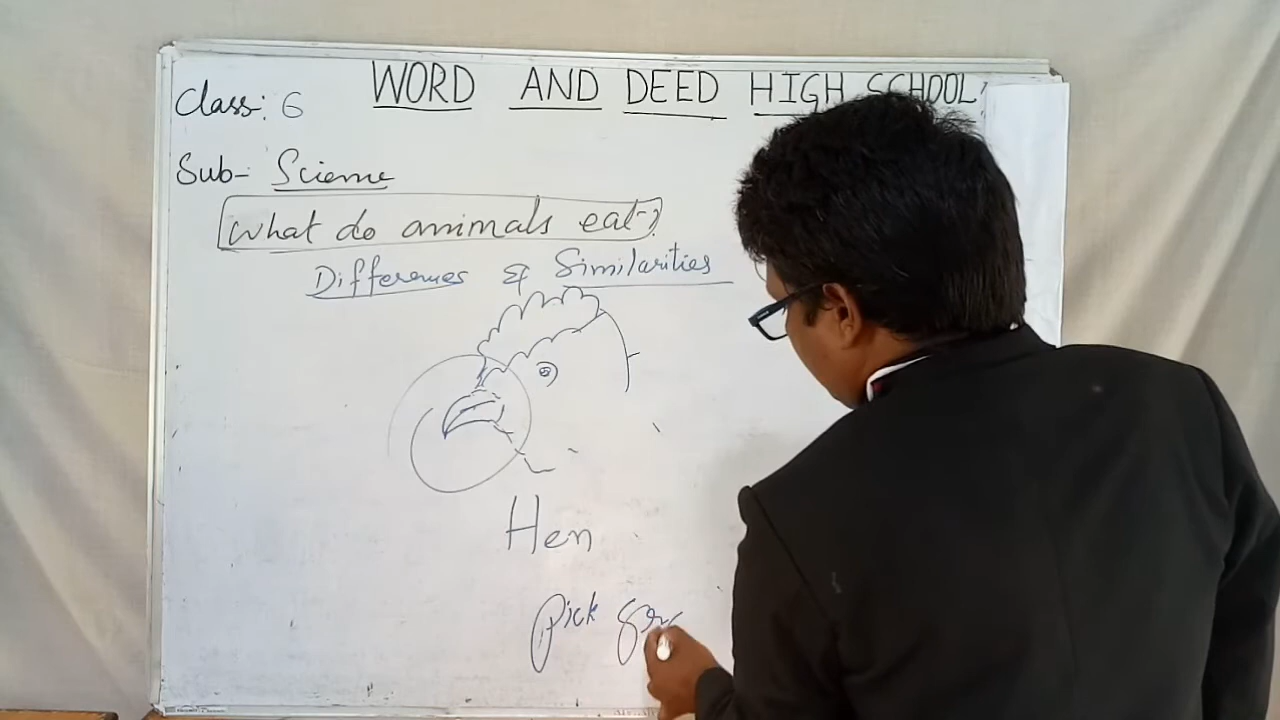 WORD AND DEED HIGH SCHOOL
Class: 6
Sub- Science
What do animals eat?
Differences & Similarities
Hen
Pick